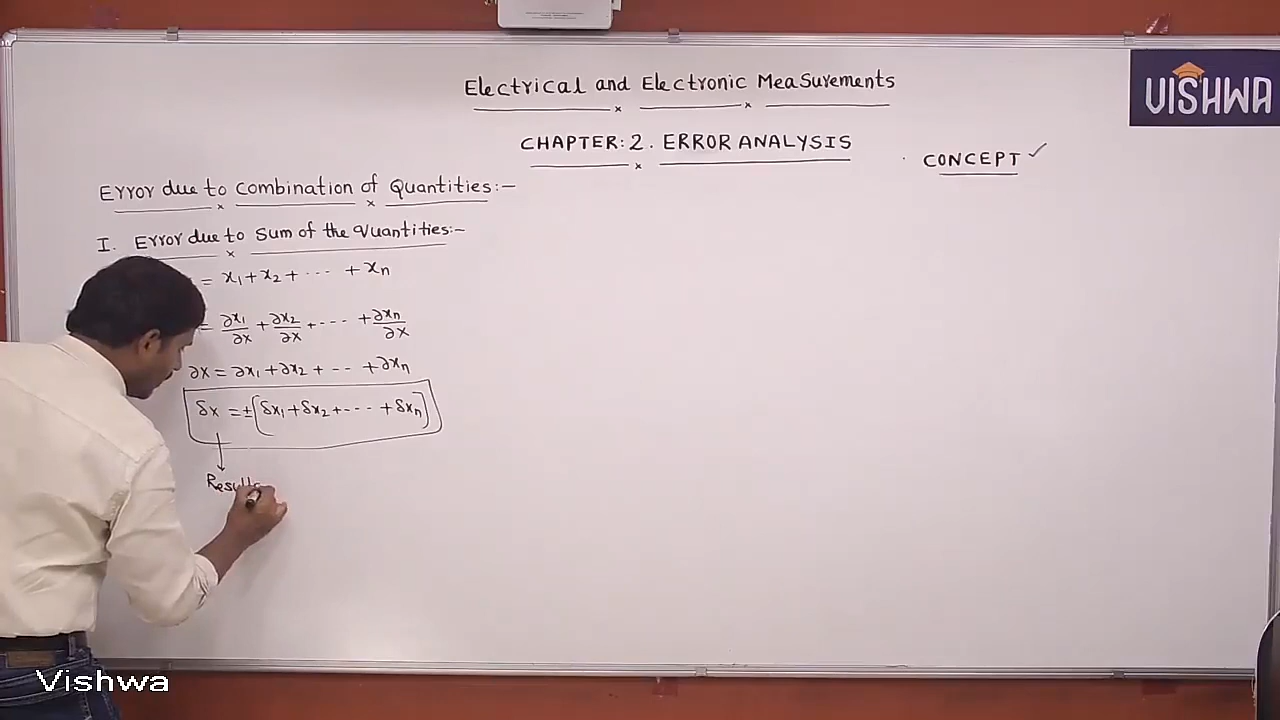 Electrical and Electronic Measurements
VISHWA
CHAPTER: 2. ERROR ANALYSIS
CONCEPT ✓
Error due to combination of Quantities:-
I. Error due to sum of the Quantities:-
= x₁+x₂+ ···· + xₙ
= ∂x₁/∂x + ∂x₂/∂x + ···· + ∂xₙ/∂x
∂x = ∂x₁+∂x₂ + ·· + ∂xₙ
δx = ±(δx₁+δx₂+···· + δxₙ)
Vishwa